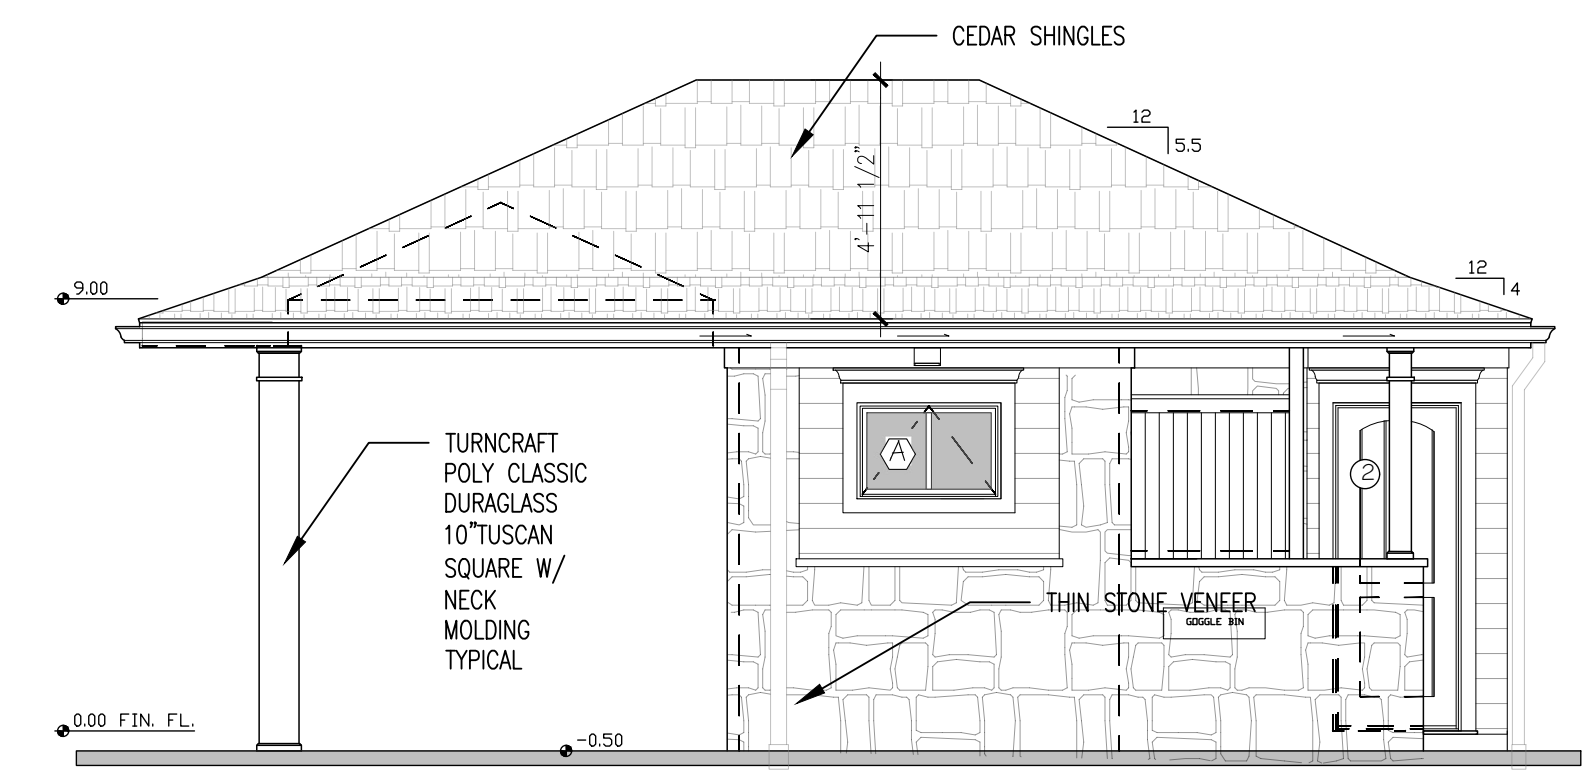 CEDAR SHINGLES
12
5.5
4'-11 1/2"
12
4
9.00
A
2
TURNCRAFT
POLY CLASSIC
DURAGLASS
10"TUSCAN
SQUARE W/
NECK
MOLDING
TYPICAL
THIN STONE VENEER
GOGGLE BIN
0.00 FIN. FL.
-0.50